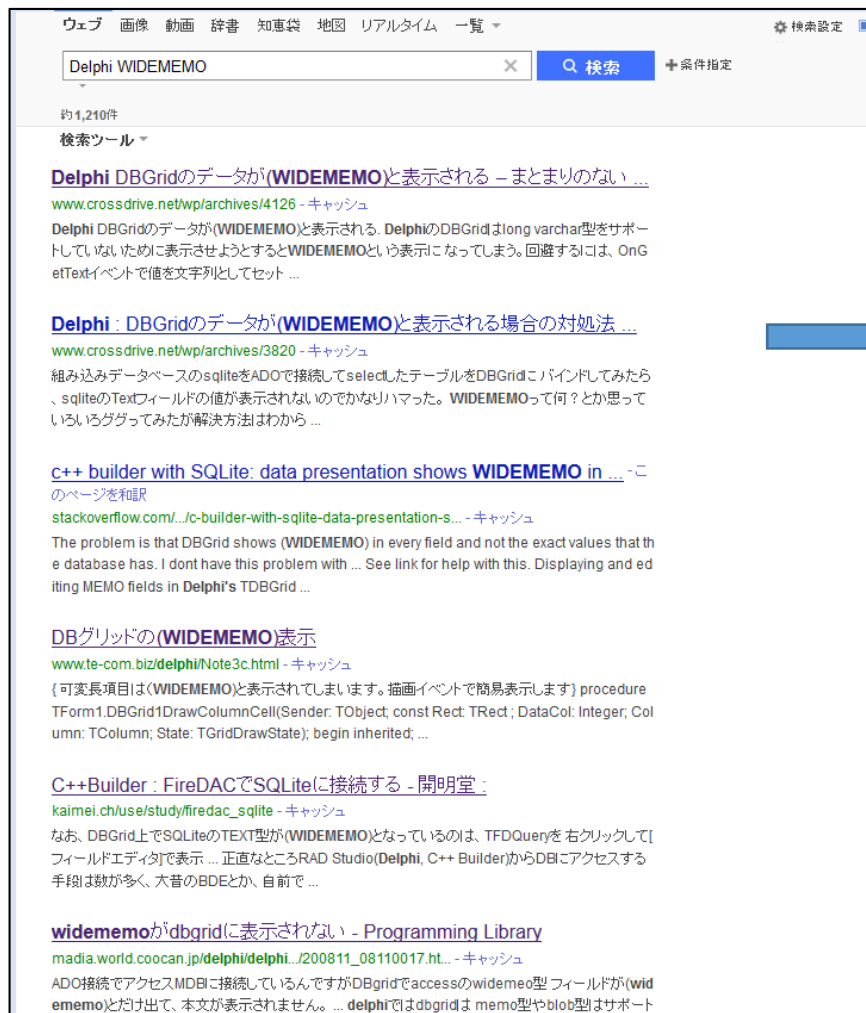 ウェブ 画像 動画 辞書 知恵袋 地図 リアルタイム 一覧
検索設定
Delphi WIDEMEMO
検索
条件指定
約1,210件
検索ツール
Delphi DBGridのデータが(WIDEMEMO)と表示される – まとまりのない ...
www.crossdrive.net/wp/archives/4126 - キャッシュ
Delphi DBGridのデータが(WIDEMEMO)と表示される. DelphiのDBGridはlong varchar型をサポー
トしていないために表示させようとするとWIDEMEMOという表示になってしまう。回避するには、OnG
etTextイベントで値を文字列としてセット ...
Delphi : DBGridのデータが(WIDEMEMO)と表示される場合の対処法 ...
www.crossdrive.net/wp/archives/3820 - キャッシュ
組み込みデータベースのsqliteをADOで接続してselectしたテーブルをDBGridにバインドしてみたら
、sqliteのTextフィールドの値が表示されないのでかなりハマった。 WIDEMEMOって何？とか思って
いろいろググってみたが解決方法はわから ...
c++ builder with SQLite: data presentation shows WIDEMEMO in ... - こ
のページを和訳
stackoverflow.com/.../c-builder-with-sqlite-data-presentation-s... - キャッシュ
The problem is that DBGrid shows (WIDEMEMO) in every field and not the exact values that th
e database has. I dont have this problem with ... See link for help with this. Displaying and ed
iting MEMO fields in Delphi's TDBGrid ...
DBグリッドの(WIDEMEMO)表示
www.te-com.biz/delphi/Note3c.html - キャッシュ
{ 可変長項目は(WIDEMEMO)と表示されてしまいます。描画イベントで簡易表示します} procedure
TForm1.DBGrid1DrawColumnCell(Sender: TObject; const Rect: TRect ; DataCol: Integer; Col
umn: TColumn; State: TGridDrawState); begin inherited; ...
C++Builder : FireDACでSQLiteに接続する - 開明堂 :
kaimei.ch/use/study/firedac_sqlite - キャッシュ
なお、DBGrid上でSQLiteのTEXT型が(WIDEMEMO)となっているのは、TFDQueryを 右クリックして[
フィールドエディタ]で表示 ... 正直なところRAD Studio(Delphi, C++ Builder)からDBにアクセスする
手段は数が多く、大昔のBDEとか、自前で ...
widememoがdbgridに表示されない - Programming Library
madia.world.coocan.jp/delphi/delphi.../200811_08110017.ht... - キャッシュ
ADO接続でアクセスMDBに接続しているんですがDBgridでaccessのwidemeo型 フィールドが(wid
ememo)とだけ出て、本文が表示されません。 ... delphiではdbgridは memo型やblob型はサポート